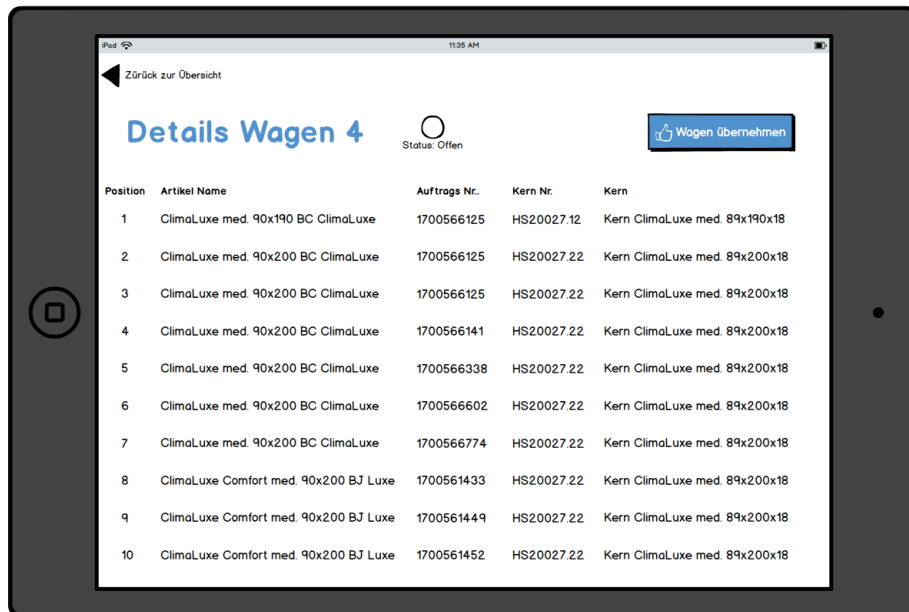 iPad 11:35 AM
Zürück zur Übersicht
Details Wagen 4
Status: Offen
Wagen übernehmen
Position Artikel Name Auftrags Nr.. Kern Nr. Kern
1 ClimaLuxe med. 90x190 BC ClimaLuxe 1700566125 HS20027.12 Kern ClimaLuxe med. 89x190x18
2 ClimaLuxe med. 90x200 BC ClimaLuxe 1700566125 HS20027.22 Kern ClimaLuxe med. 89x200x18
3 ClimaLuxe med. 90x200 BC ClimaLuxe 1700566125 HS20027.22 Kern ClimaLuxe med. 89x200x18
4 ClimaLuxe med. 90x200 BC ClimaLuxe 1700566141 HS20027.22 Kern ClimaLuxe med. 89x200x18
5 ClimaLuxe med. 90x200 BC ClimaLuxe 1700566338 HS20027.22 Kern ClimaLuxe med. 89x200x18
6 ClimaLuxe med. 90x200 BC ClimaLuxe 1700566602 HS20027.22 Kern ClimaLuxe med. 89x200x18
7 ClimaLuxe med. 90x200 BC ClimaLuxe 1700566774 HS20027.22 Kern ClimaLuxe med. 89x200x18
8 ClimaLuxe Comfort med. 90x200 BJ Luxe 1700561433 HS20027.22 Kern ClimaLuxe med. 89x200x18
9 ClimaLuxe Comfort med. 90x200 BJ Luxe 1700561449 HS20027.22 Kern ClimaLuxe med. 89x200x18
10 ClimaLuxe Comfort med. 90x200 BJ Luxe 1700561452 HS20027.22 Kern ClimaLuxe med. 89x200x18